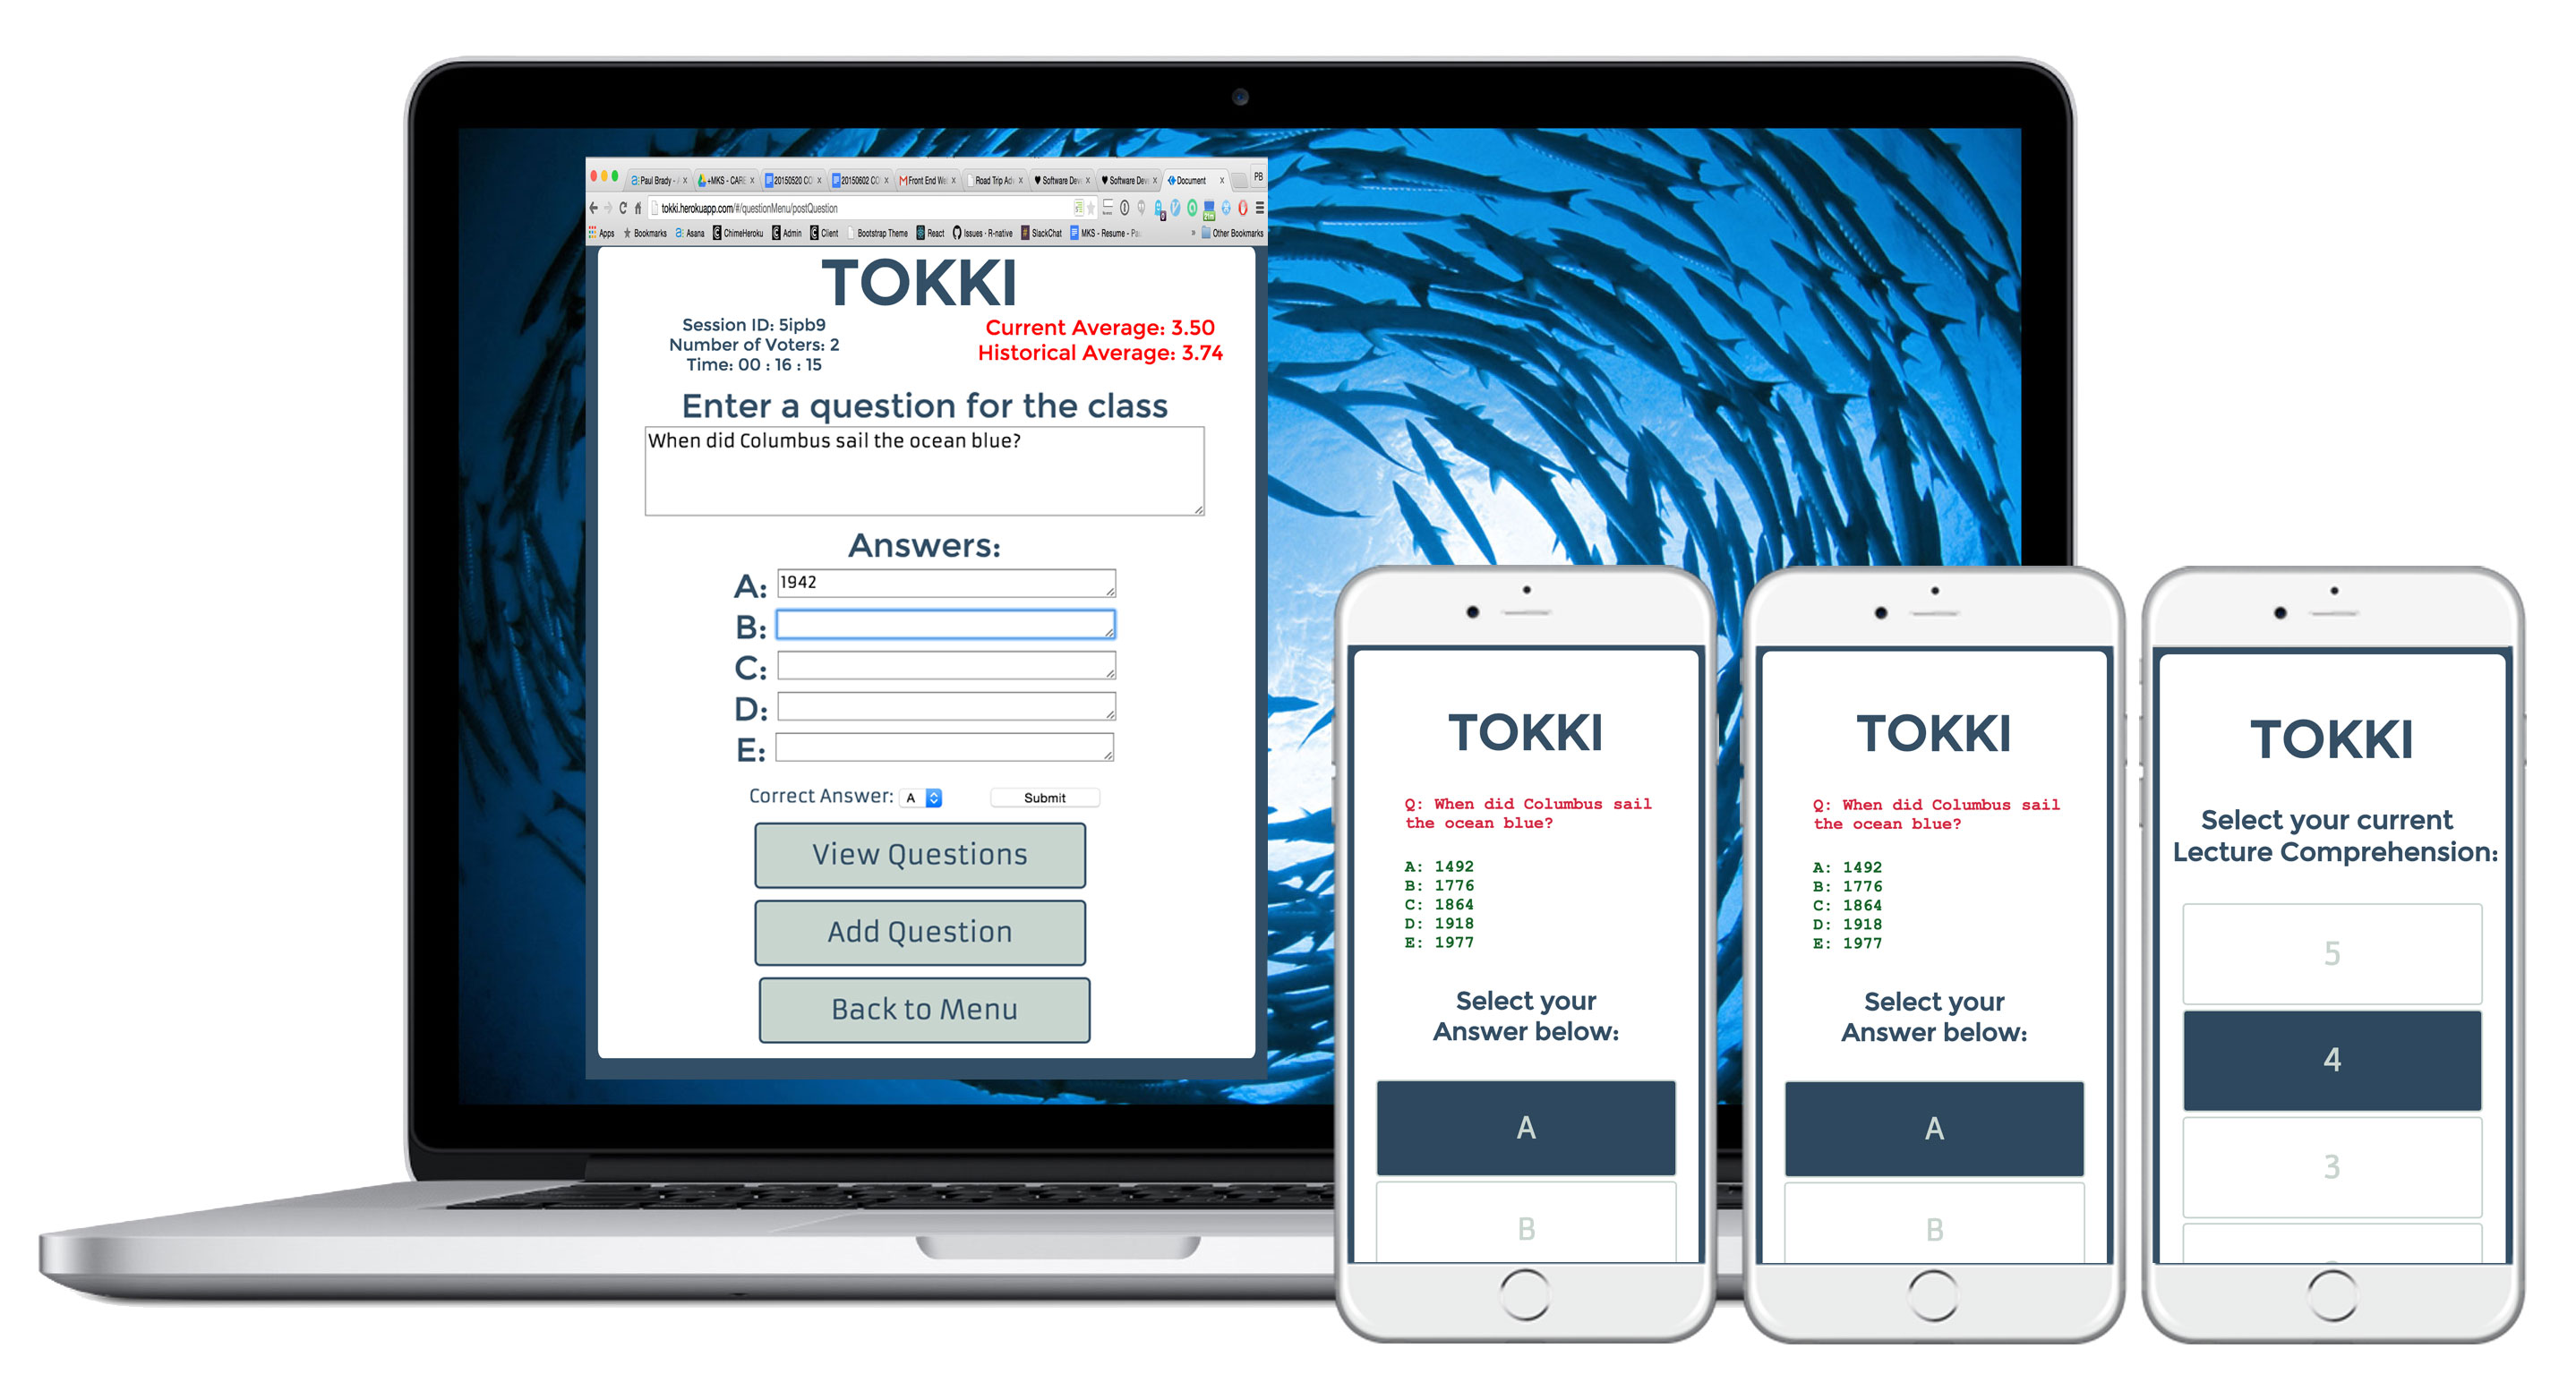 Paul Brady -
+MKS - CARE
20150520 CO
20150602 CO
Front End We
Road Trip Adv
Software Deve
Software Deve
Document
PB
tokki.herokuapp.com/#/questionMenu/postQuestion
Apps
Bookmarks
Asana
ChimeHeroku
Admin
Client
Bootstrap Theme
React
Issues · R-native
SlackChat
MKS - Resume - Pa
»
Other Bookmarks
TOKKI
Session ID: 5ipb9
Number of Voters: 2
Time: 00 : 16 : 15
Current Average: 3.50
Historical Average: 3.74
Enter a question for the class
When did Columbus sail the ocean blue?
Answers:
A: 1942
B:
C:
D:
E:
Correct Answer: A
Submit
View Questions
Add Question
Back to Menu
TOKKI
Q: When did Columbus sail
the ocean blue?
A: 1492
B: 1776
C: 1864
D: 1918
E: 1977
Select your
Answer below:
A
B
TOKKI
Q: When did Columbus sail
the ocean blue?
A: 1492
B: 1776
C: 1864
D: 1918
E: 1977
Select your
Answer below:
A
B
TOKKI
Select your current
Lecture Comprehension:
5
4
3